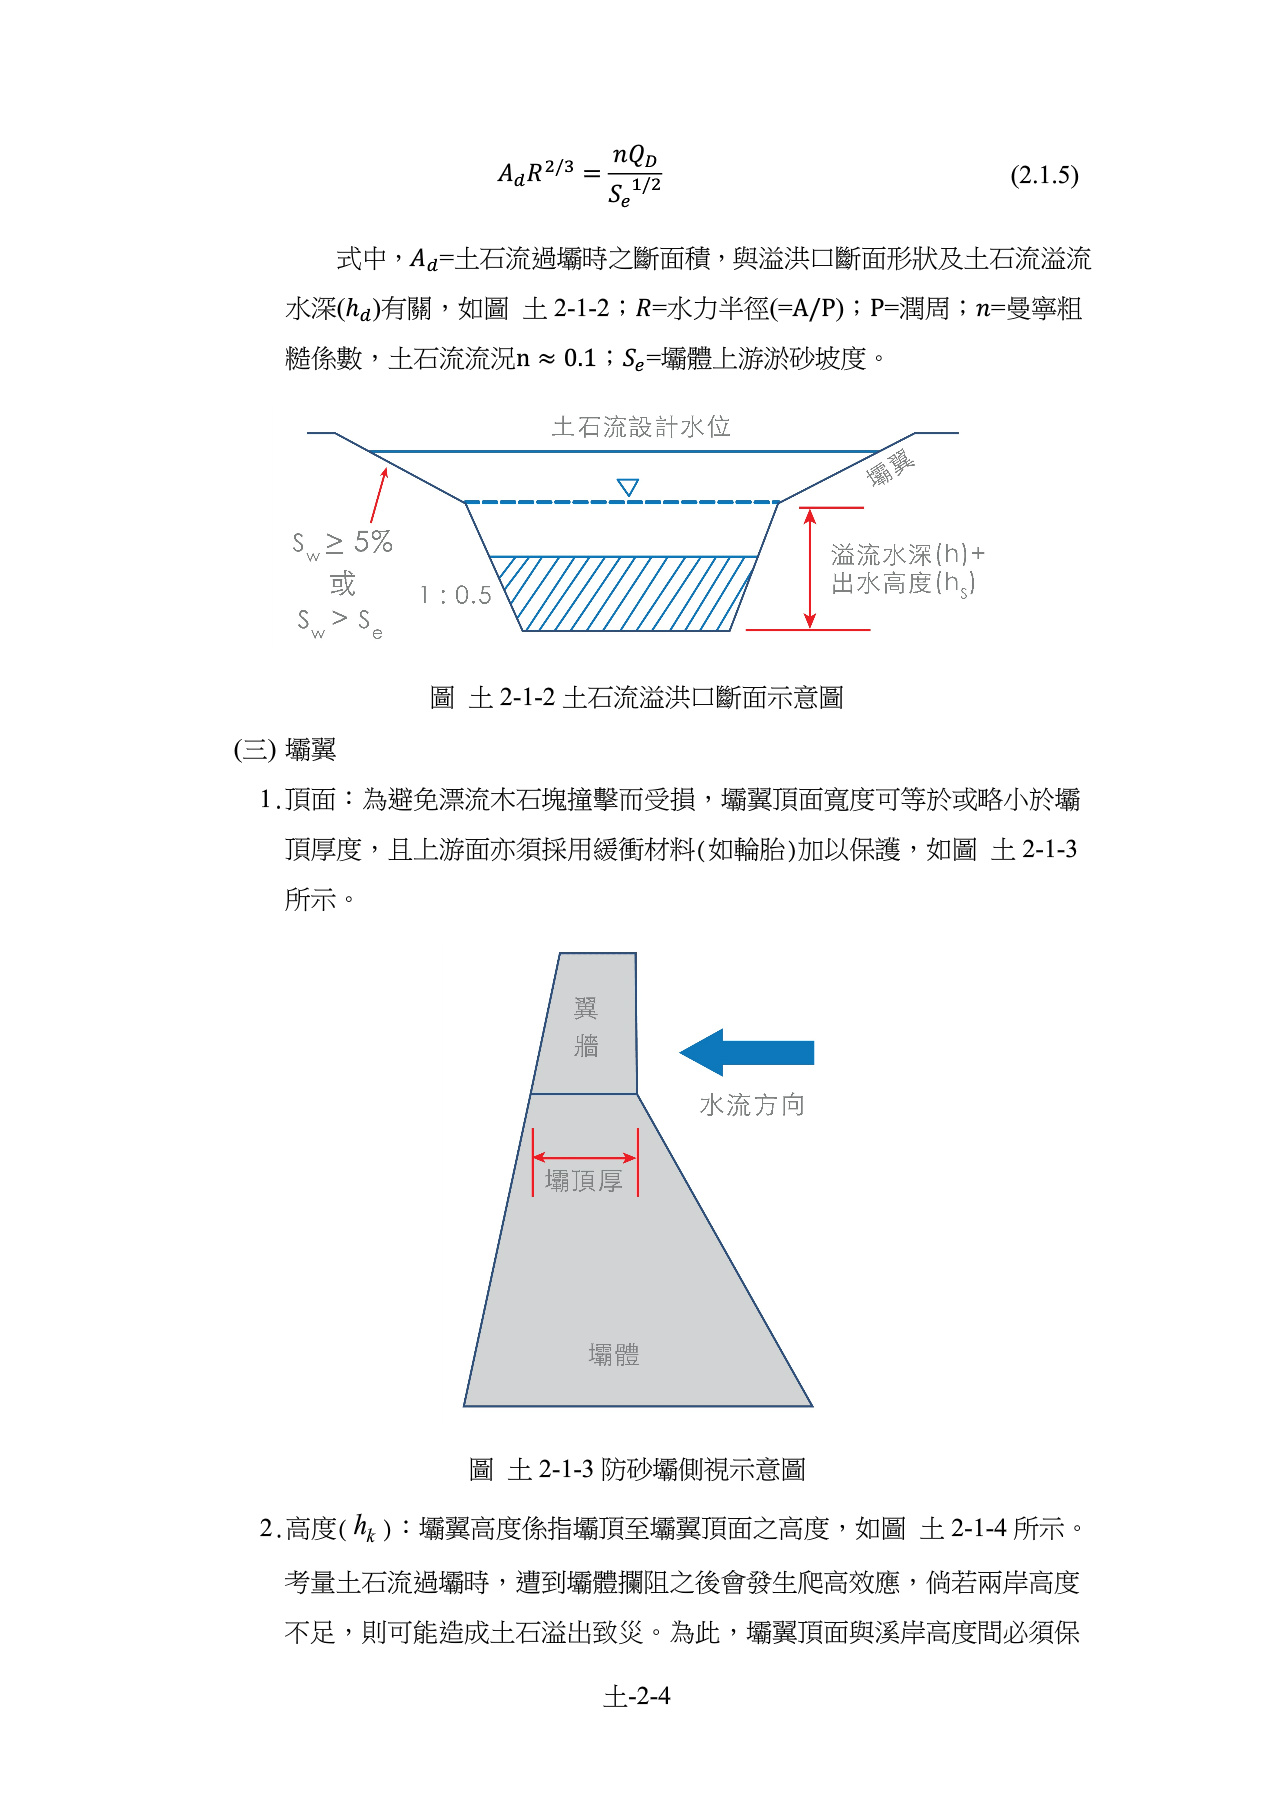 A_d R^{2/3} = nQ_D / S_e^{1/2} (2.1.5)
式中，A_d=土石流過壩時之斷面積，與溢洪口斷面形狀及土石流溢流
水深(h_d)有關，如圖 土 2-1-2；R=水力半徑(=A/P)；P=潤周；n=曼寧粗
糙係數，土石流流況n ≈ 0.1；S_e=壩體上游淤砂坡度。
土石流設計水位
壩翼
S_w ≥ 5%
或
S_w > S_e
1 : 0.5
溢流水深(h)+
出水高度(h_s)
圖 土 2-1-2 土石流溢洪口斷面示意圖
(三) 壩翼
1.頂面：為避免漂流木石塊撞擊而受損，壩翼頂面寬度可等於或略小於壩
頂厚度，且上游面亦須採用緩衝材料(如輪胎)加以保護，如圖 土 2-1-3
所示。
翼
牆
水流方向
壩頂厚
壩體
圖 土 2-1-3 防砂壩側視示意圖
2.高度( h_k )：壩翼高度係指壩頂至壩翼頂面之高度，如圖 土 2-1-4 所示。
考量土石流過壩時，遭到壩體攔阻之後會發生爬高效應，倘若兩岸高度
不足，則可能造成土石溢出致災。為此，壩翼頂面與溪岸高度間必須保
土-2-4